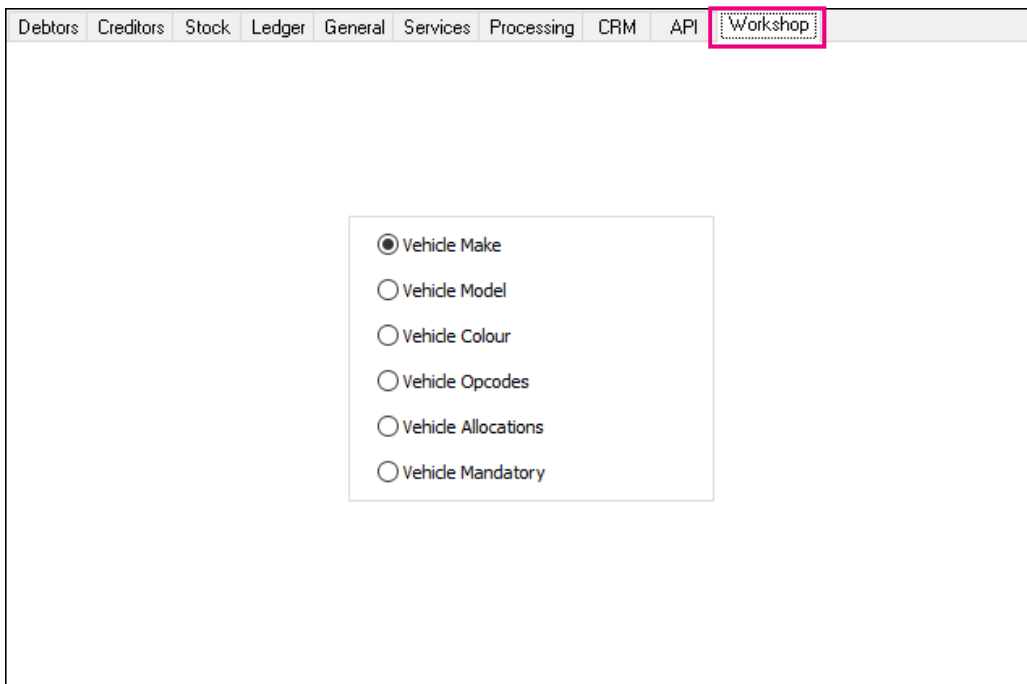 Debtors Creditors Stock Ledger General Services Processing CRM API Workshop
Vehicle Make
Vehicle Model
Vehicle Colour
Vehicle Opcodes
Vehicle Allocations
Vehicle Mandatory